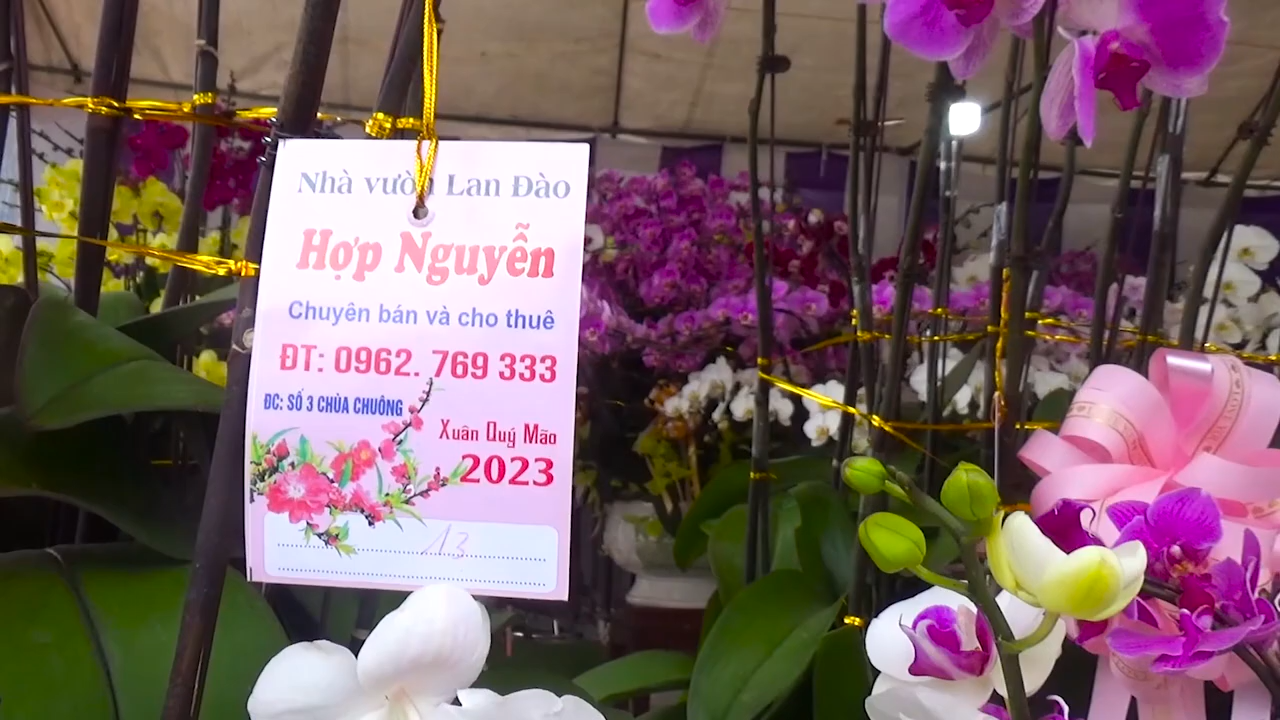 Nhà vườn Lan Đào
Hợp Nguyễn
Chuyên bán và cho thuê
ĐT: 0962. 769 333
ĐC: SỐ 3 CHÙA CHUÔNG
Xuân Quý Mão
2023
13